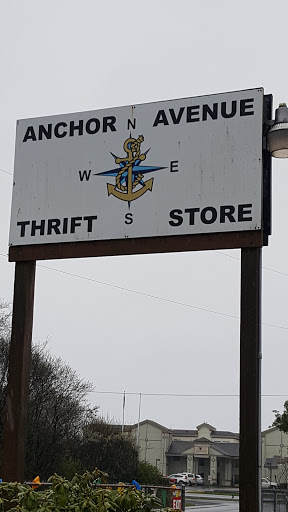 ANCHOR AVENUE
N
W E
S
THRIFT STORE